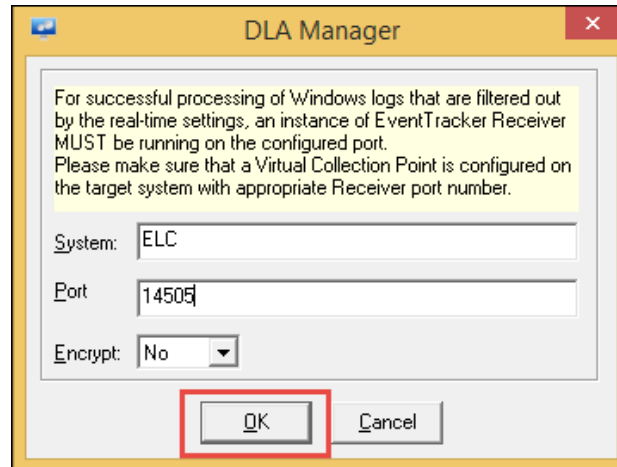 DLA Manager
For successful processing of Windows logs that are filtered out
by the real-time settings, an instance of EventTracker Receiver
MUST be running on the configured port.
Please make sure that a Virtual Collection Point is configured on
the target system with appropriate Receiver port number.
System: ELC
Port 14505
Encrypt: No
OK Cancel